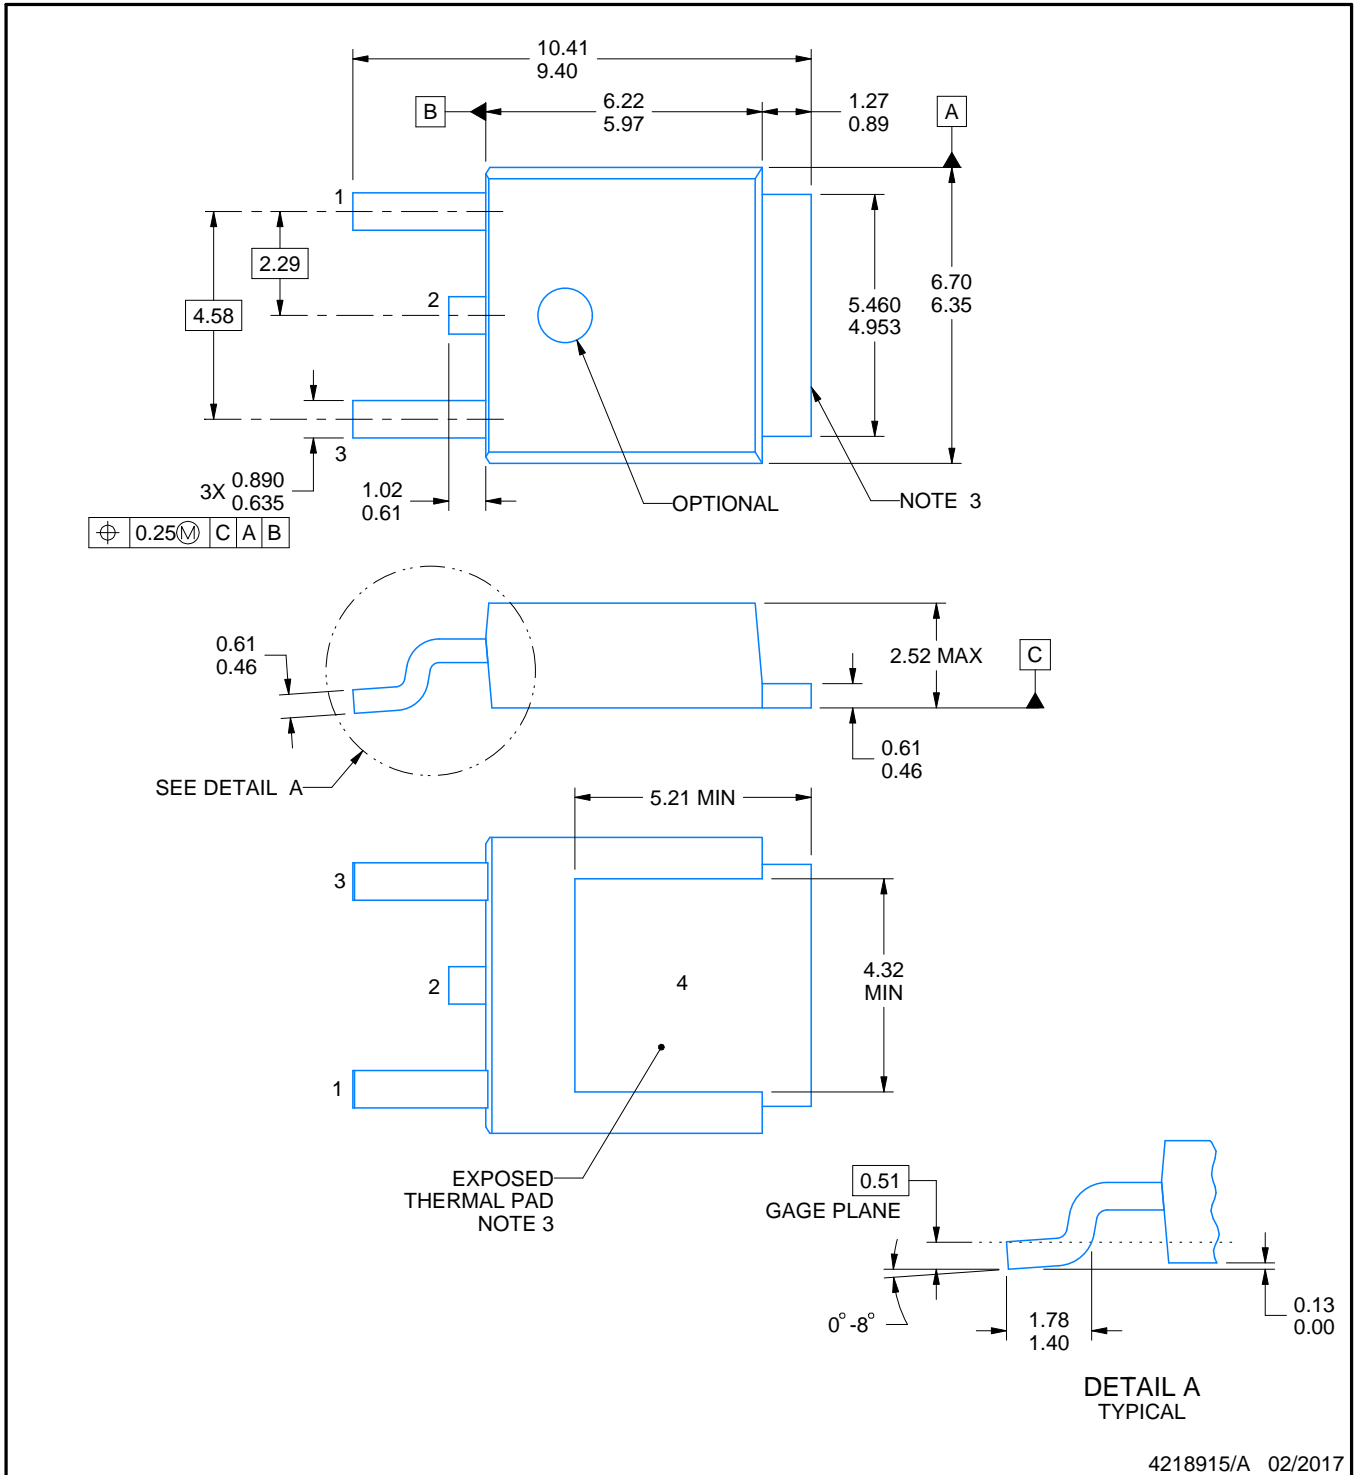 10.41
9.40
B
6.22
5.97
1.27
0.89
A
1
2.29
2
4.58
5.460
4.953
6.70
6.35
3
3X 0.890
0.635
1.02
0.61
OPTIONAL
NOTE 3
0.25Ⓜ C A B
0.61
0.46
2.52 MAX
C
0.61
0.46
SEE DETAIL A
5.21 MIN
3
2
4
4.32
MIN
1
EXPOSED
THERMAL PAD
NOTE 3
0.51
GAGE PLANE
0°-8°
1.78
1.40
0.13
0.00
DETAIL A
TYPICAL
4218915/A 02/2017